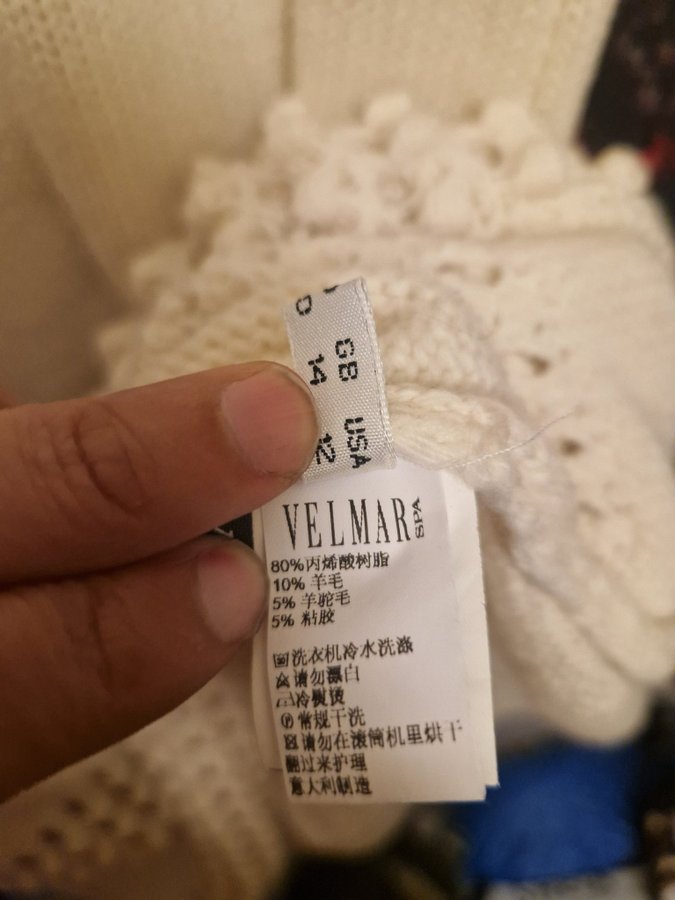 GB USA
14 12
VELMAR SPA
80%丙烯酸树脂
10% 羊毛
5% 羊驼毛
5% 粘胶
洗衣机冷水洗涤
请勿漂白
冷熨烫
常规干洗
请勿在滚筒机里烘干
翻过来护理
意大利制造